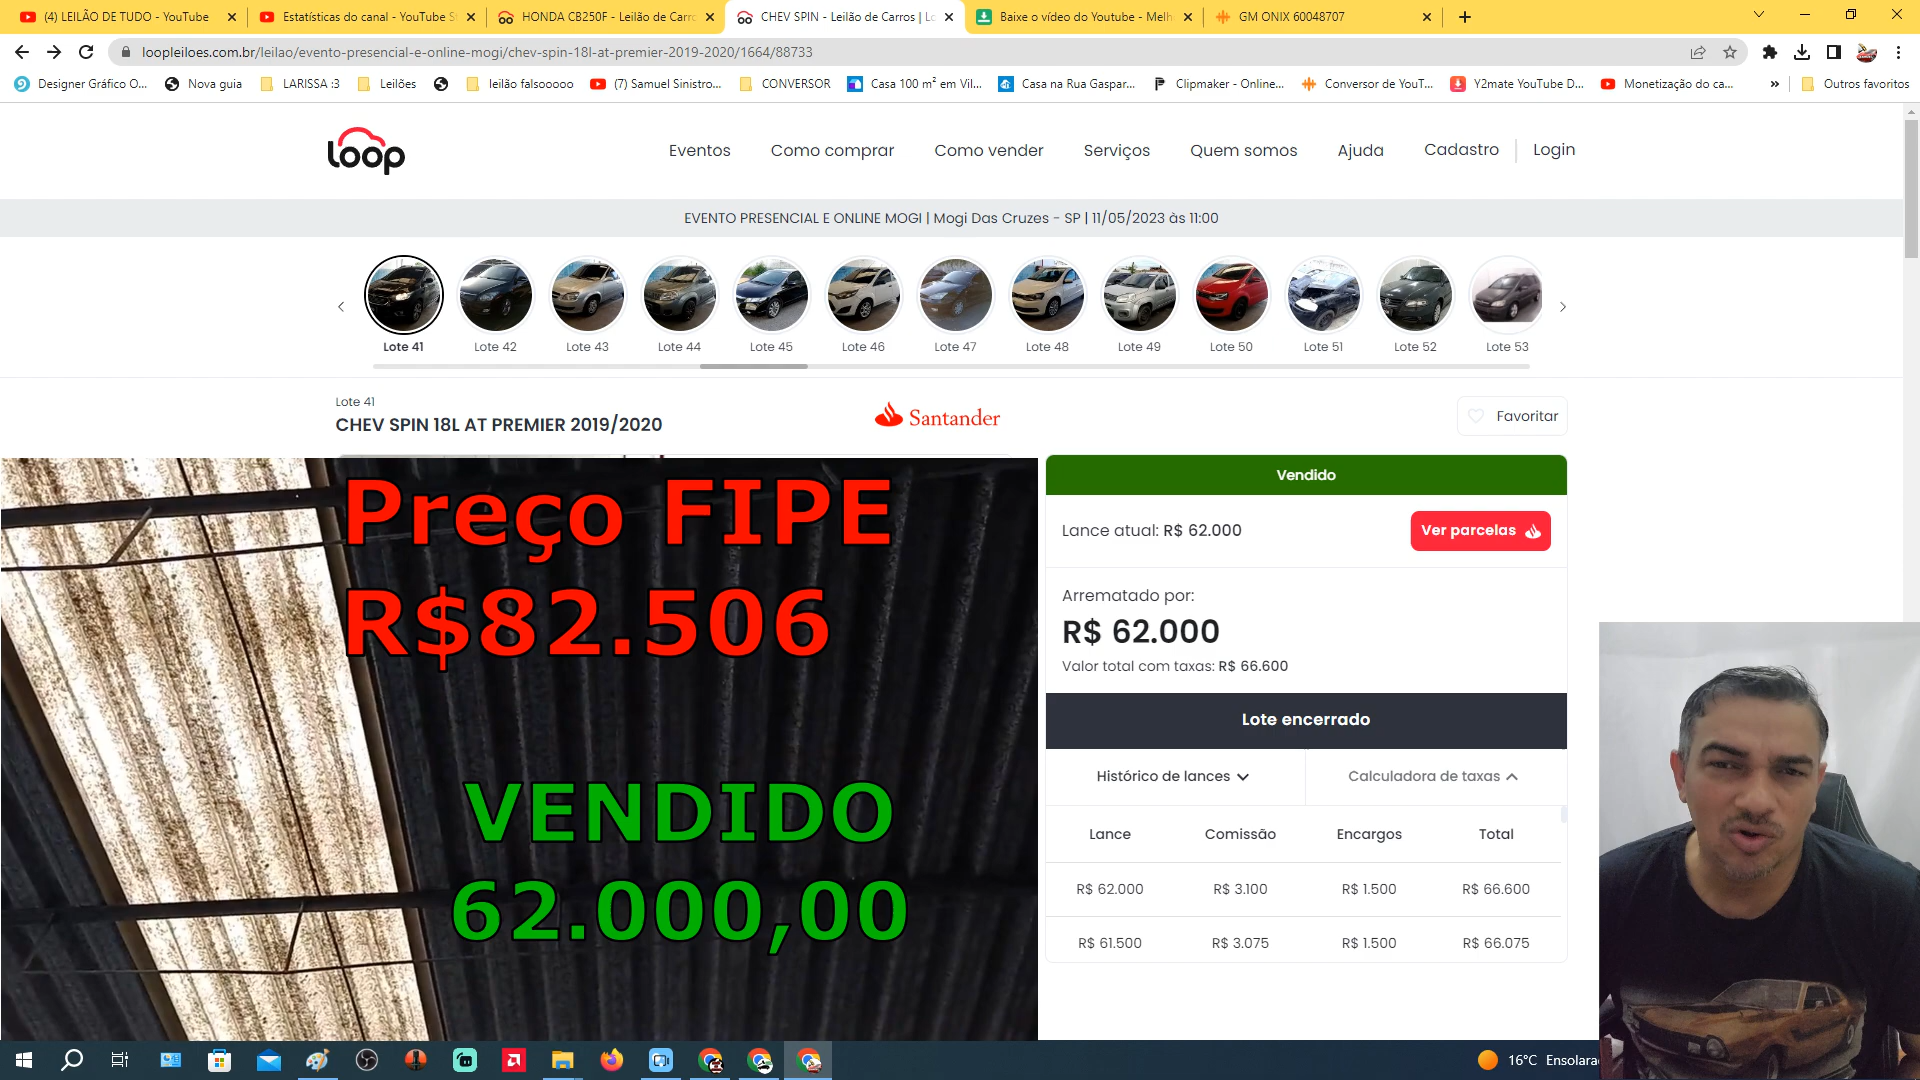 (4) LEILÃO DE TUDO - YouTube
Estatísticas do canal - YouTube S
HONDA CB250F - Leilão de Carro
CHEV SPIN - Leilão de Carros | Lo
Baixe o vídeo do Youtube - Melh
GM ONIX 60048707
loopleiloes.com.br/leilao/evento-presencial-e-online-mogi/chev-spin-18l-at-premier-2019-2020/1664/88733
Designer Gráfico O...
Nova guia
LARISSA :3
Leilões
leilão falsooooo
(7) Samuel Sinistro...
CONVERSOR
Casa 100 m² em Vil...
Casa na Rua Gaspar...
Clipmaker - Online...
Conversor de YouT...
Y2mate YouTube D...
Monetização do ca...
»
Outros favoritos
loop
Eventos
Como comprar
Como vender
Serviços
Quem somos
Ajuda
Cadastro
Login
EVENTO PRESENCIAL E ONLINE MOGI | Mogi Das Cruzes - SP | 11/05/2023 às 11:00
Lote 41
Lote 42
Lote 43
Lote 44
Lote 45
Lote 46
Lote 47
Lote 48
Lote 49
Lote 50
Lote 51
Lote 52
Lote 53
Lote 41
CHEV SPIN 18L AT PREMIER 2019/2020
Santander
Favoritar
Preço FIPE
R$82.506
VENDIDO
62.000,00
Vendido
Lance atual: R$ 62.000
Ver parcelas
Arrematado por:
R$ 62.000
Valor total com taxas: R$ 66.600
Lote encerrado
Histórico de lances
Calculadora de taxas
Lance Comissão Encargos Total
R$ 62.000 R$ 3.100 R$ 1.500 R$ 66.600
R$ 61.500 R$ 3.075 R$ 1.500 R$ 66.075
16°C Ensolara